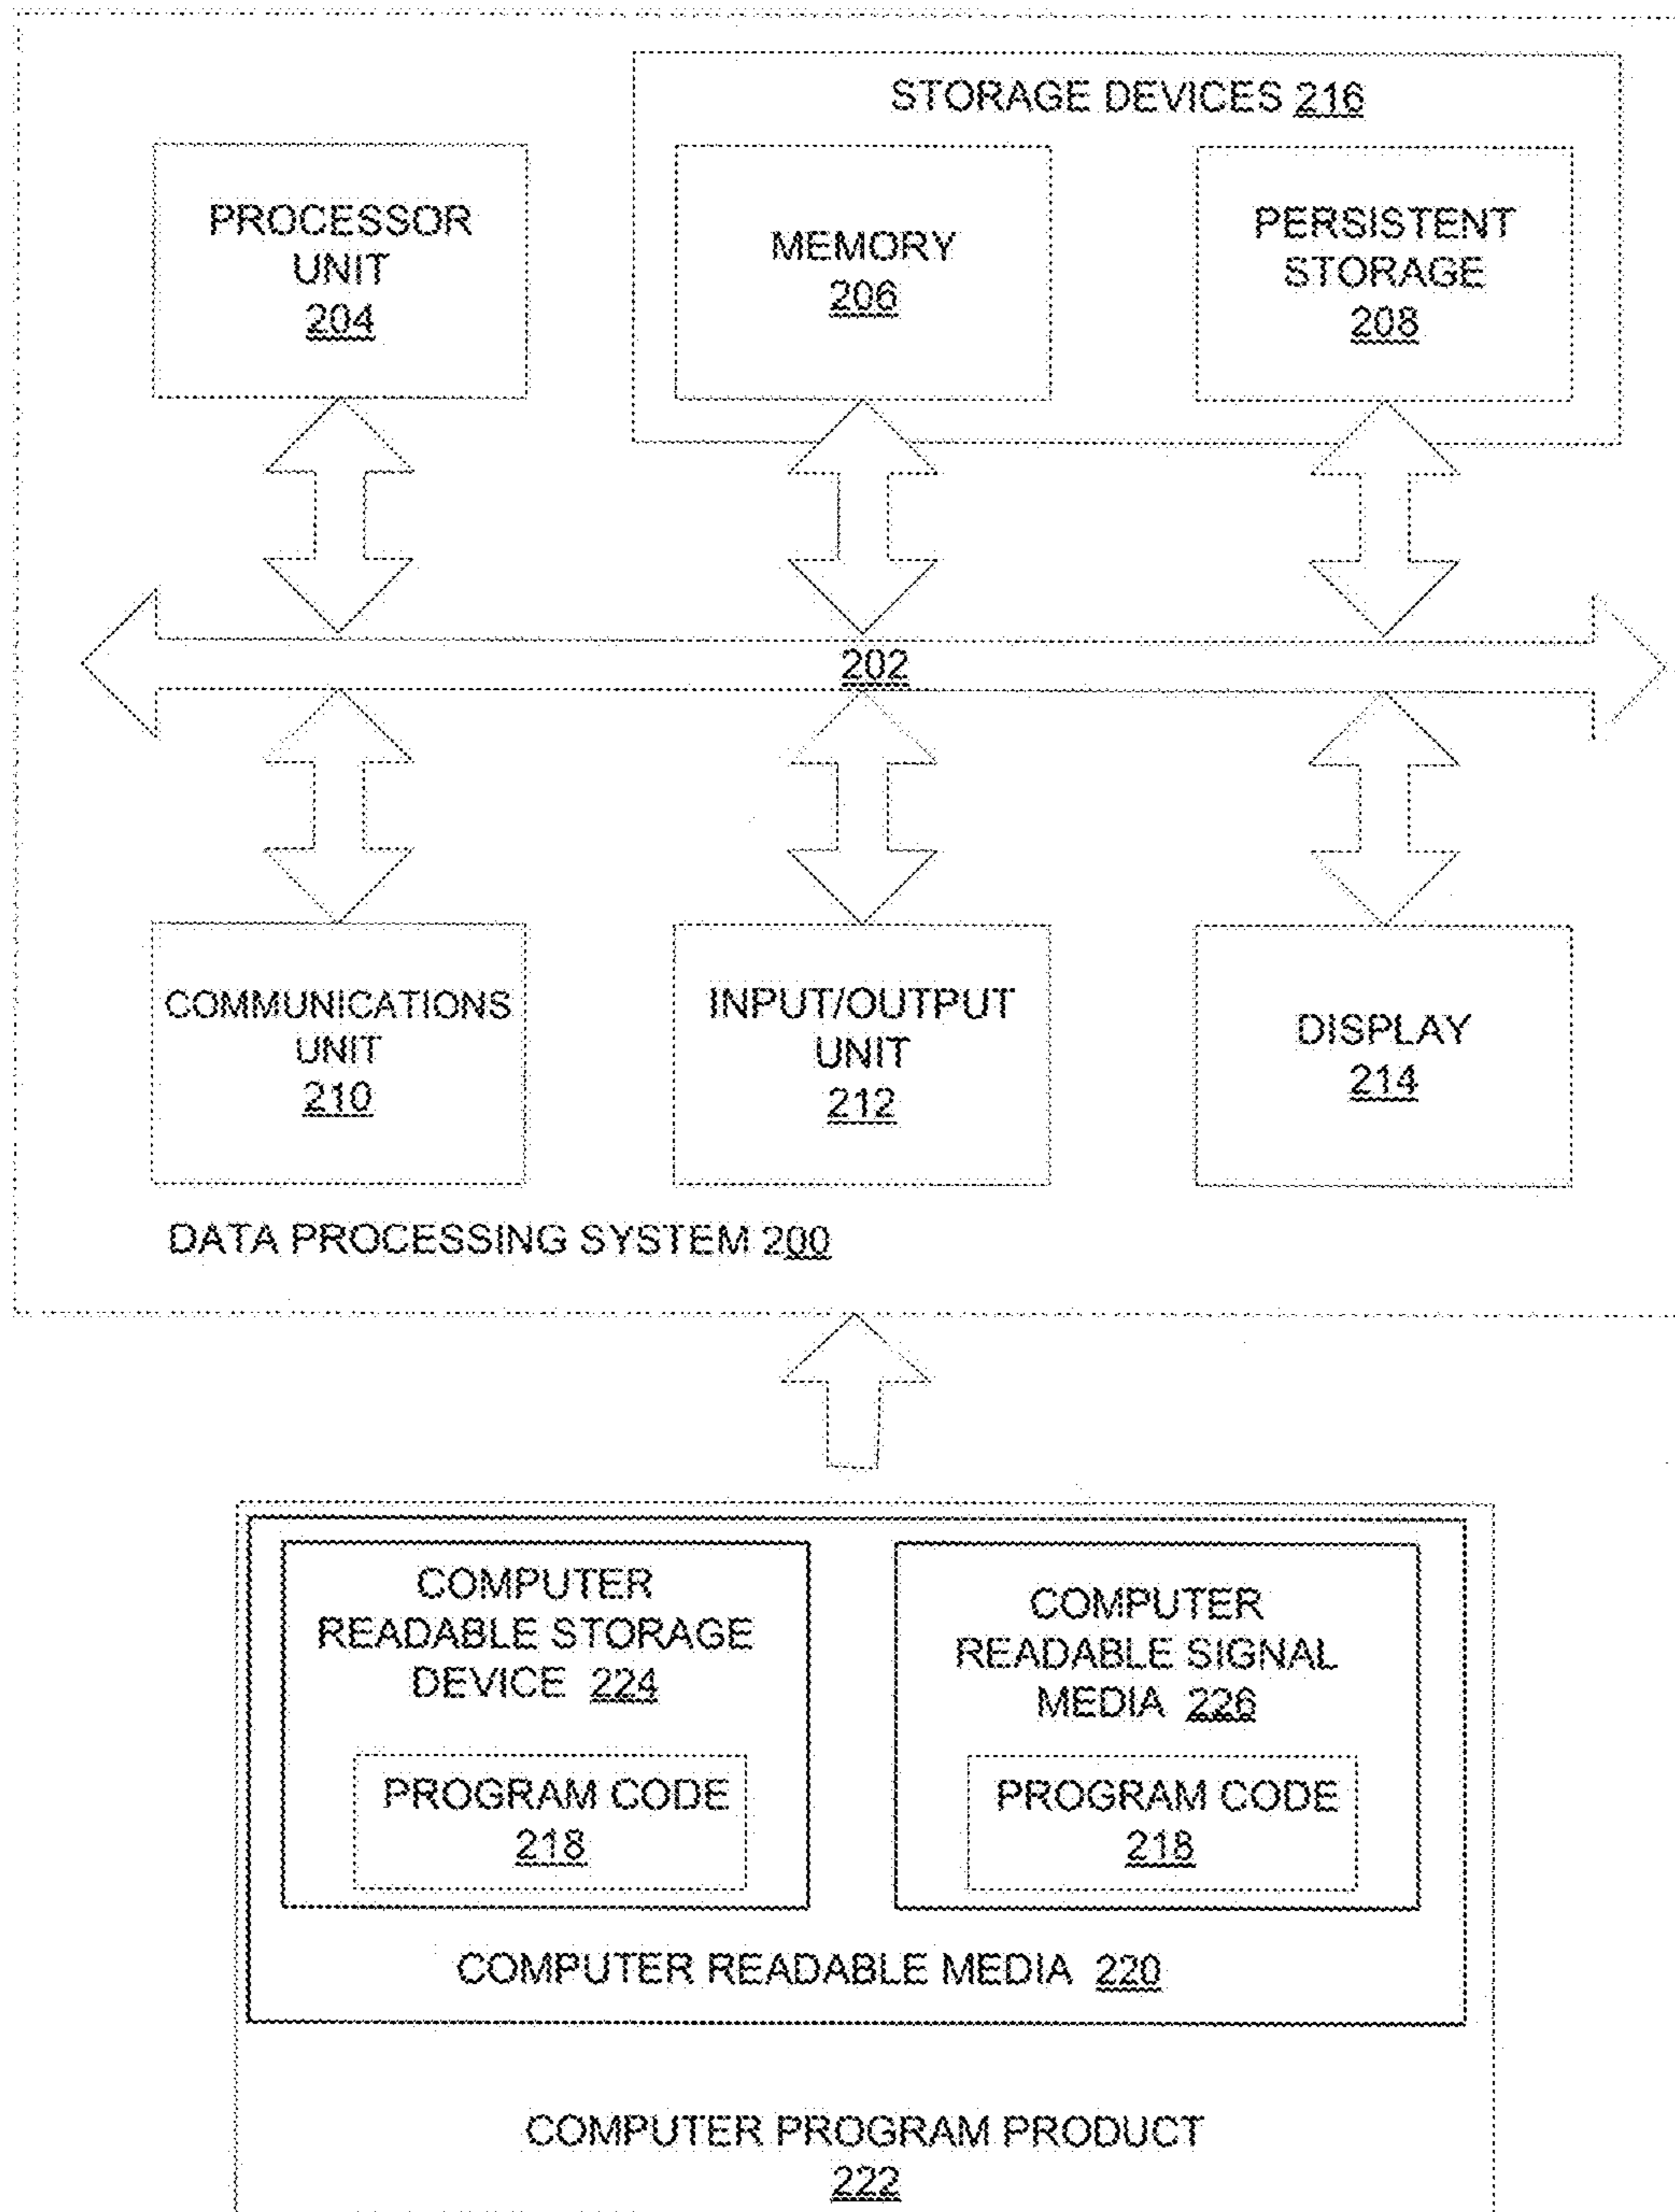 STORAGE DEVICES 216
PROCESSOR
UNIT
204
MEMORY
206
PERSISTENT
STORAGE
208
202
COMMUNICATIONS
UNIT
210
INPUT/OUTPUT
UNIT
212
DISPLAY
214
DATA PROCESSING SYSTEM 200
COMPUTER
READABLE STORAGE
DEVICE 224
PROGRAM CODE
218
COMPUTER
READABLE SIGNAL
MEDIA 226
PROGRAM CODE
218
COMPUTER READABLE MEDIA 220
COMPUTER PROGRAM PRODUCT
222